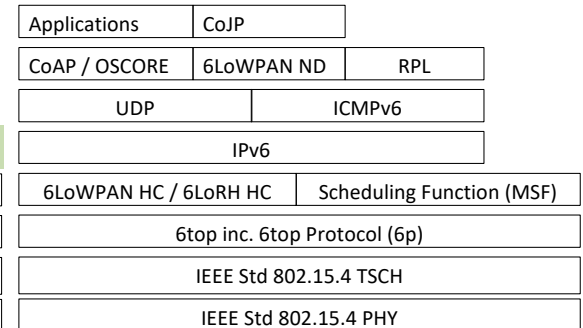 Applications CoJP
CoAP / OSCORE 6LoWPAN ND RPL
UDP ICMPv6
IPv6
6LoWPAN HC / 6LoRH HC Scheduling Function (MSF)
6top inc. 6top Protocol (6p)
IEEE Std 802.15.4 TSCH
IEEE Std 802.15.4 PHY